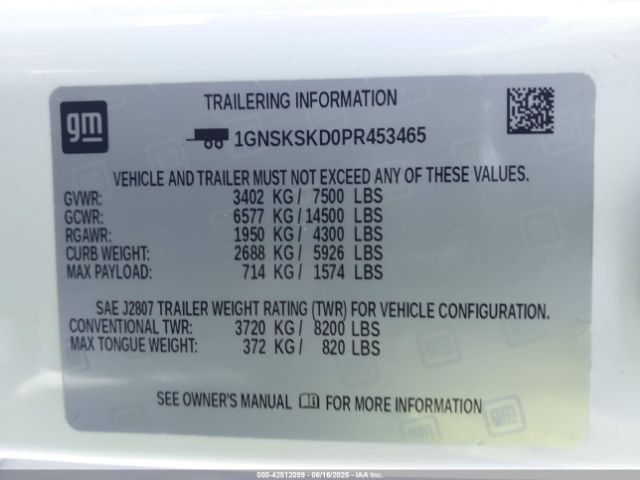 gm
TRAILERING INFORMATION
1GNSKSKD0PR453465
VEHICLE AND TRAILER MUST NOT EXCEED ANY OF THESE VALUES.
GVWR: 3402 KG / 7500 LBS
GCWR: 6577 KG / 14500 LBS
RGAWR: 1950 KG / 4300 LBS
CURB WEIGHT: 2688 KG / 5926 LBS
MAX PAYLOAD: 714 KG / 1574 LBS
SAE J2807 TRAILER WEIGHT RATING (TWR) FOR VEHICLE CONFIGURATION.
CONVENTIONAL TWR: 3720 KG / 8200 LBS
MAX TONGUE WEIGHT: 372 KG / 820 LBS
SEE OWNER'S MANUAL FOR MORE INFORMATION
gm
000-42512099 / 06/16/2025 / IAA Inc.